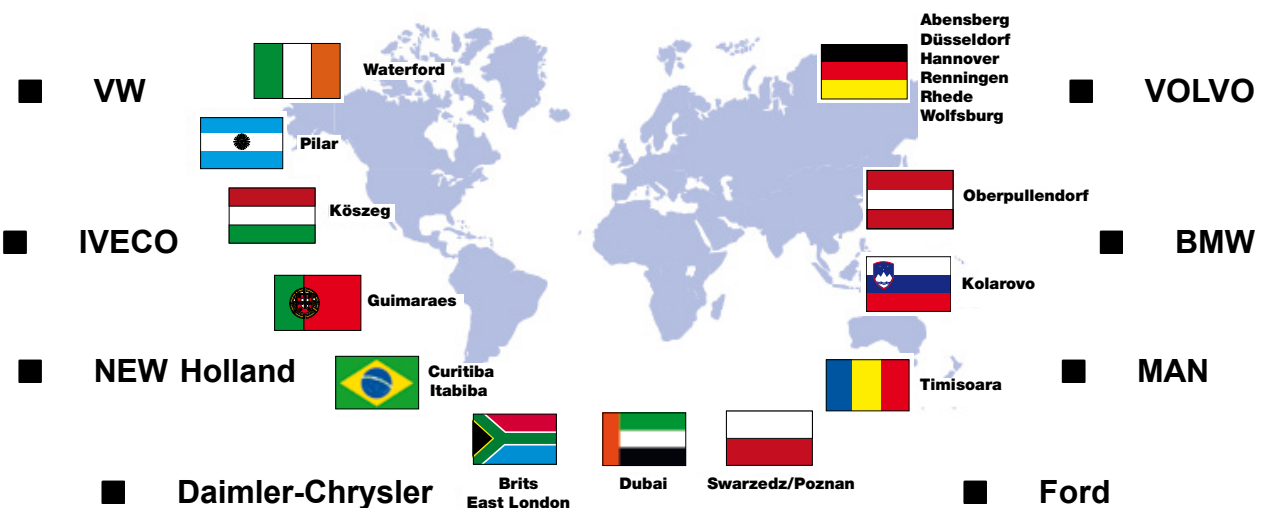 Abensberg
Düsseldorf
Hannover
Renningen
Rhede
Wolfsburg
Waterford
VW
VOLVO
Pilar
Oberpullendorf
Köszeg
IVECO
BMW
Kolarovo
Guimaraes
NEW Holland
Curitiba
Itabiba
Timisoara
MAN
Brits
East London
Dubai
Swarzedz/Poznan
Daimler-Chrysler
Ford